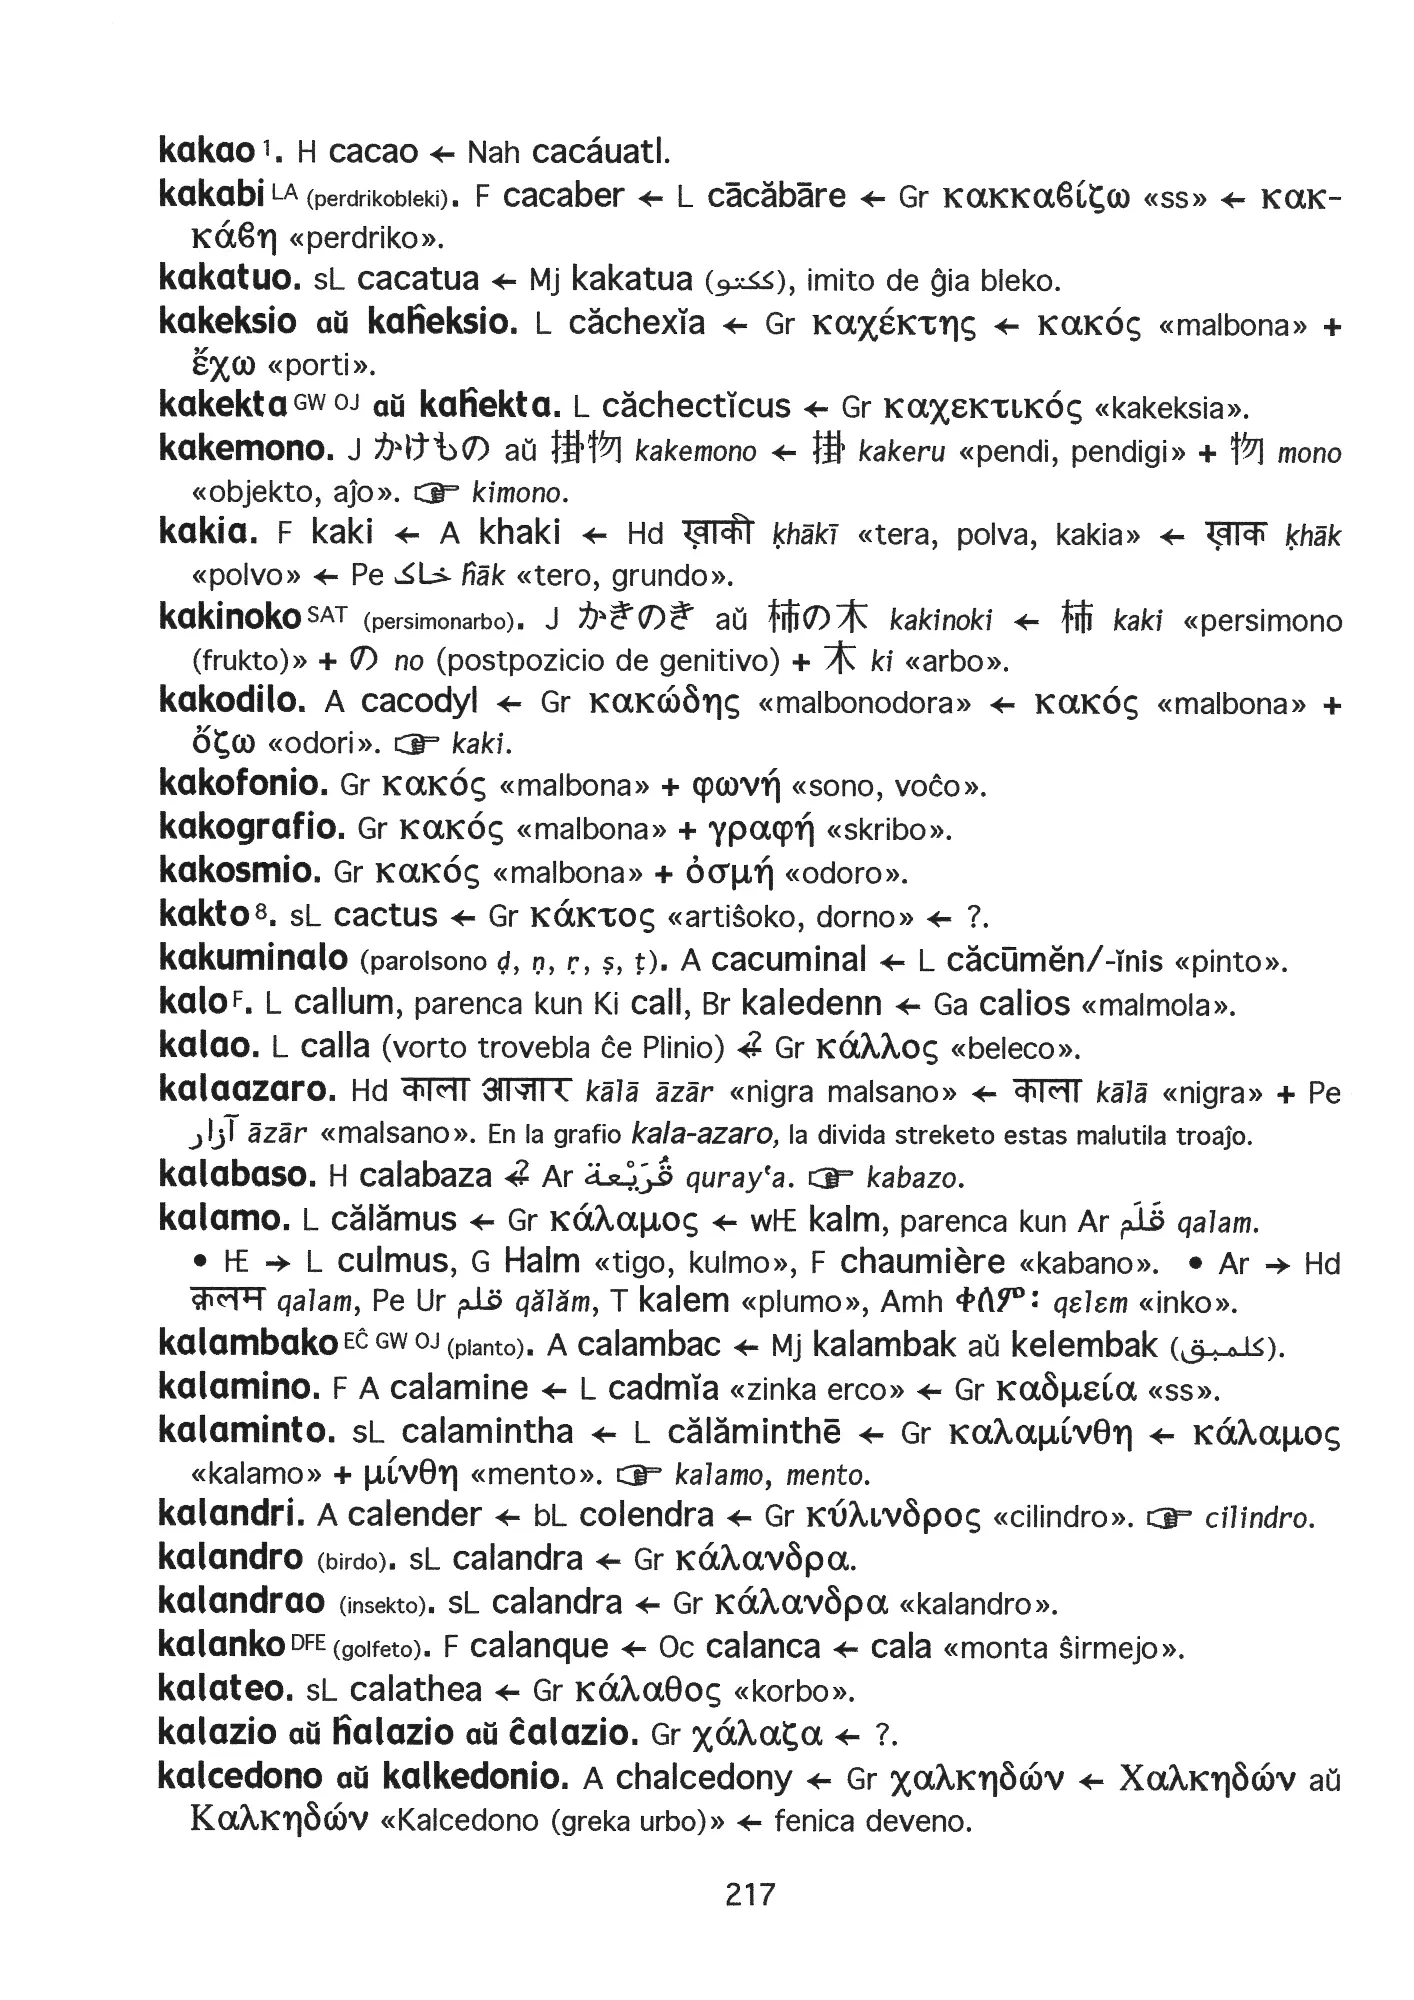 kakao¹. H cacao ← Nah cacáuatl.
kakabi LA (perdrikobleki). F cacaber ← L cācăbāre ← Gr κακκαϐίζω «ss» ← κακ-
κάϐη «perdriko».
kakatuo. sL cacatua ← Mj kakatua (ککتو), imito de ĝia bleko.
kakeksio aŭ kaĥeksio. L căchexĭa ← Gr καχέκτης ← κακός «malbona» +
ἔχω «porti».
kakekta GW OJ aŭ kaĥekta. L căchectĭcus ← Gr καχεκτικός «kakeksia».
kakemono. J かけもの aŭ 掛物 kakemono ← 掛 kakeru «pendi, pendigi» + 物 mono
«objekto, aĵo». ☞ kimono.
kakia. F kaki ← A khaki ← Hd ख़ाकी ḵhākī «tera, polva, kakia» ← ख़ाक ḵhāk
«polvo» ← Pe خاک ĥāk «tero, grundo».
kakinoko SAT (persimonarbo). J かきのき aŭ 柿の木 kakinoki ← 柿 kaki «persimono
(frukto)» + の no (postpozicio de genitivo) + 木 ki «arbo».
kakodilo. A cacodyl ← Gr κακώδης «malbonodora» ← κακός «malbona» +
ὄζω «odori». ☞ kaki.
kakofonio. Gr κακός «malbona» + φωνή «sono, voĉo».
kakografio. Gr κακός «malbona» + γραφή «skribo».
kakosmio. Gr κακός «malbona» + ὀσμή «odoro».
kakto⁸. sL cactus ← Gr κάκτος «artiŝoko, dorno» ← ?.
kakuminalo (parolsono ḍ, ṇ, ṛ, ṣ, ṭ). A cacuminal ← L căcūmĕn/-ĭnis «pinto».
kalo F. L callum, parenca kun Ki call, Br kaledenn ← Ga calios «malmola».
kalao. L calla (vorto trovebla ĉe Plinio) ←? Gr κάλλος «beleco».
kalaazaro. Hd काला आज़ार kālā āzār «nigra malsano» ← काला kālā «nigra» + Pe
آزار āzār «malsano». En la grafio kala-azaro, la divida streketo estas malutila troaĵo.
kalabaso. H calabaza ←? Ar قُرَيْعة qurayʿa. ☞ kabazo.
kalamo. L călămus ← Gr κάλαμος ← wIE kalm, parenca kun Ar قَلَم qalam.
• IE → L culmus, G Halm «tigo, kulmo», F chaumière «kabano». • Ar → Hd
क़लम qalam, Pe Ur قلم qălăm, T kalem «plumo», Amh ቀለም፡ qɛlɛm «inko».
kalambako EĈ GW OJ (planto). A calambac ← Mj kalambak aŭ kelembak (کلمبق).
kalamino. F A calamine ← L cadmĭa «zinka erco» ← Gr καδμεία «ss».
kalaminto. sL calamintha ← L călăminthē ← Gr καλαμίνθη ← κάλαμος
«kalamo» + μίνθη «mento». ☞ kalamo, mento.
kalandri. A calender ← bL colendra ← Gr κύλινδρος «cilindro». ☞ cilindro.
kalandro (birdo). sL calandra ← Gr κάλανδρα.
kalandrao (insekto). sL calandra ← Gr κάλανδρα «kalandro».
kalanko DFE (golfeto). F calanque ← Oc calanca ← cala «monta ŝirmejo».
kalateo. sL calathea ← Gr κάλαθος «korbo».
kalazio aŭ ĥalazio aŭ ĉalazio. Gr χάλαζα ← ?.
kalcedono aŭ kalkedonio. A chalcedony ← Gr χαλκηδών ← Χαλκηδών aŭ
Καλκηδών «Kalcedono (greka urbo)» ← fenica deveno.
217